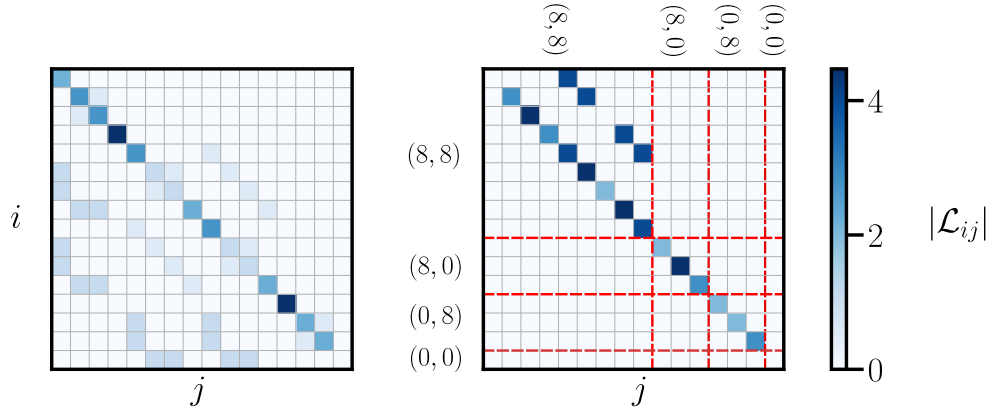 (8, 8)
(8, 0)
(0, 8)
(0, 0)
i
(8, 8)
(8, 0)
(0, 8)
(0, 0)
j
j
4
2
0
|ℒij|